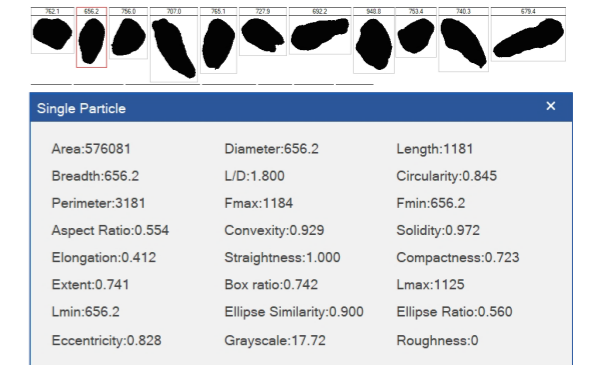 762.1 656.2 756.0 707.0 765.1 727.9 692.2 948.8 753.4 740.3 679.4
Single Particle ×
Area:576081 Diameter:656.2 Length:1181
Breadth:656.2 L/D:1.800 Circularity:0.845
Perimeter:3181 Fmax:1184 Fmin:656.2
Aspect Ratio:0.554 Convexity:0.929 Solidity:0.972
Elongation:0.412 Straightness:1.000 Compactness:0.723
Extent:0.741 Box ratio:0.742 Lmax:1125
Lmin:656.2 Ellipse Similarity:0.900 Ellipse Ratio:0.560
Eccentricity:0.828 Grayscale:17.72 Roughness:0